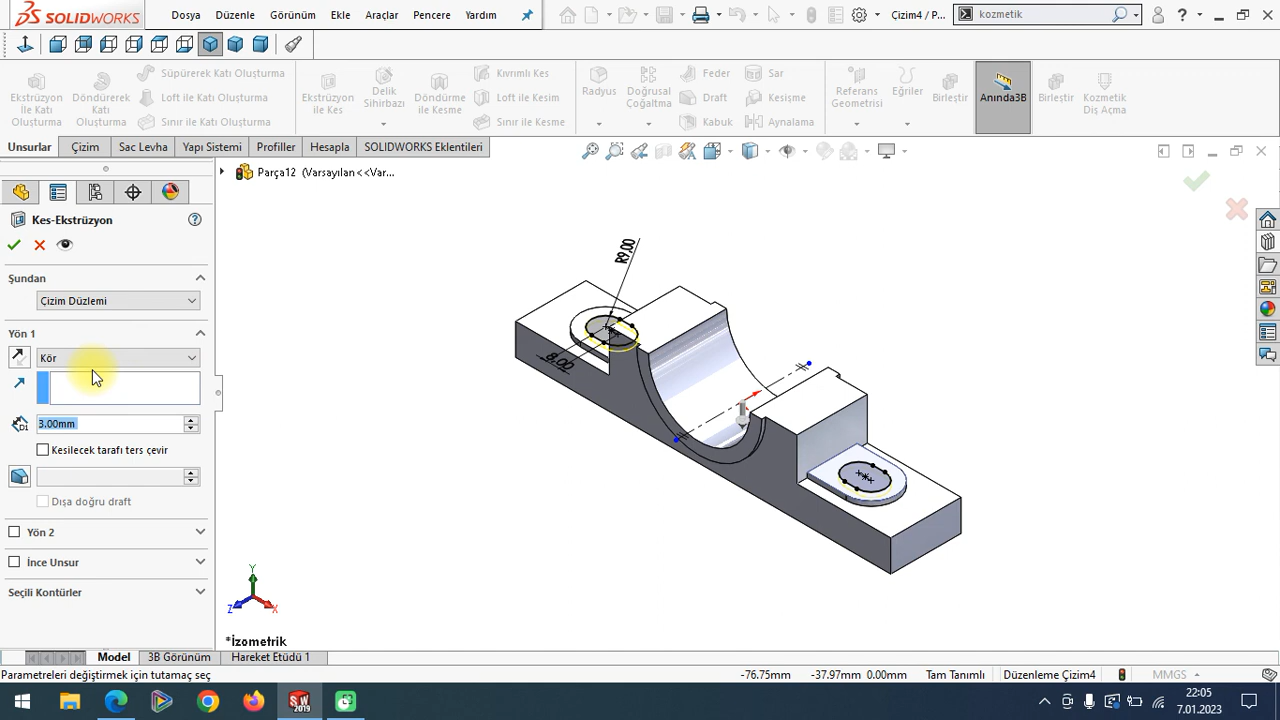 SOLIDWORKS Dosya Düzenle Görünüm Ekle Araçlar Pencere Yardım Çizim4 / P... kozmetik ?
Ekstrüzyon İle Katı Oluşturma
Döndürerek Katı Oluşturma
Süpürerek Katı Oluşturma
Loft ile Katı Oluşturma
Sınır ile Katı Oluşturma
Ekstrüzyon ile Kes
Delik Sihirbazı
Döndürme ile Kesme
Kıvrımlı Kes
Loft ile Kesim
Sınır ile Kesme
Radyus
Doğrusal Çoğaltma
Feder
Draft
Kabuk
Sar
Kesişme
Aynalama
Referans Geometrisi
Eğriler
Birleştir
Anında3B
Birleştir
Kozmetik Diş Açma
Unsurlar Çizim Sac Levha Yapı Sistemi Profiller Hesapla SOLIDWORKS Eklentileri
Parça12 (Varsayılan<<Var...
Kes-Ekstrüzyon ?
Şundan
Çizim Düzlemi
Yön 1
Kör
3.00mm
Kesilecek tarafı ters çevir
Dışa doğru draft
Yön 2
İnce Unsur
Seçili Kontürler
R9,00
8,00
Y
Z
X
*İzometrik
Model 3B Görünüm Hareket Etüdü 1
Parametreleri değiştirmek için tutamaç seç -76.75mm -37.97mm 0.00mm Tam Tanımlı Düzenleme Çizim4 MMGS
SW 2019
22:05
7.01.2023